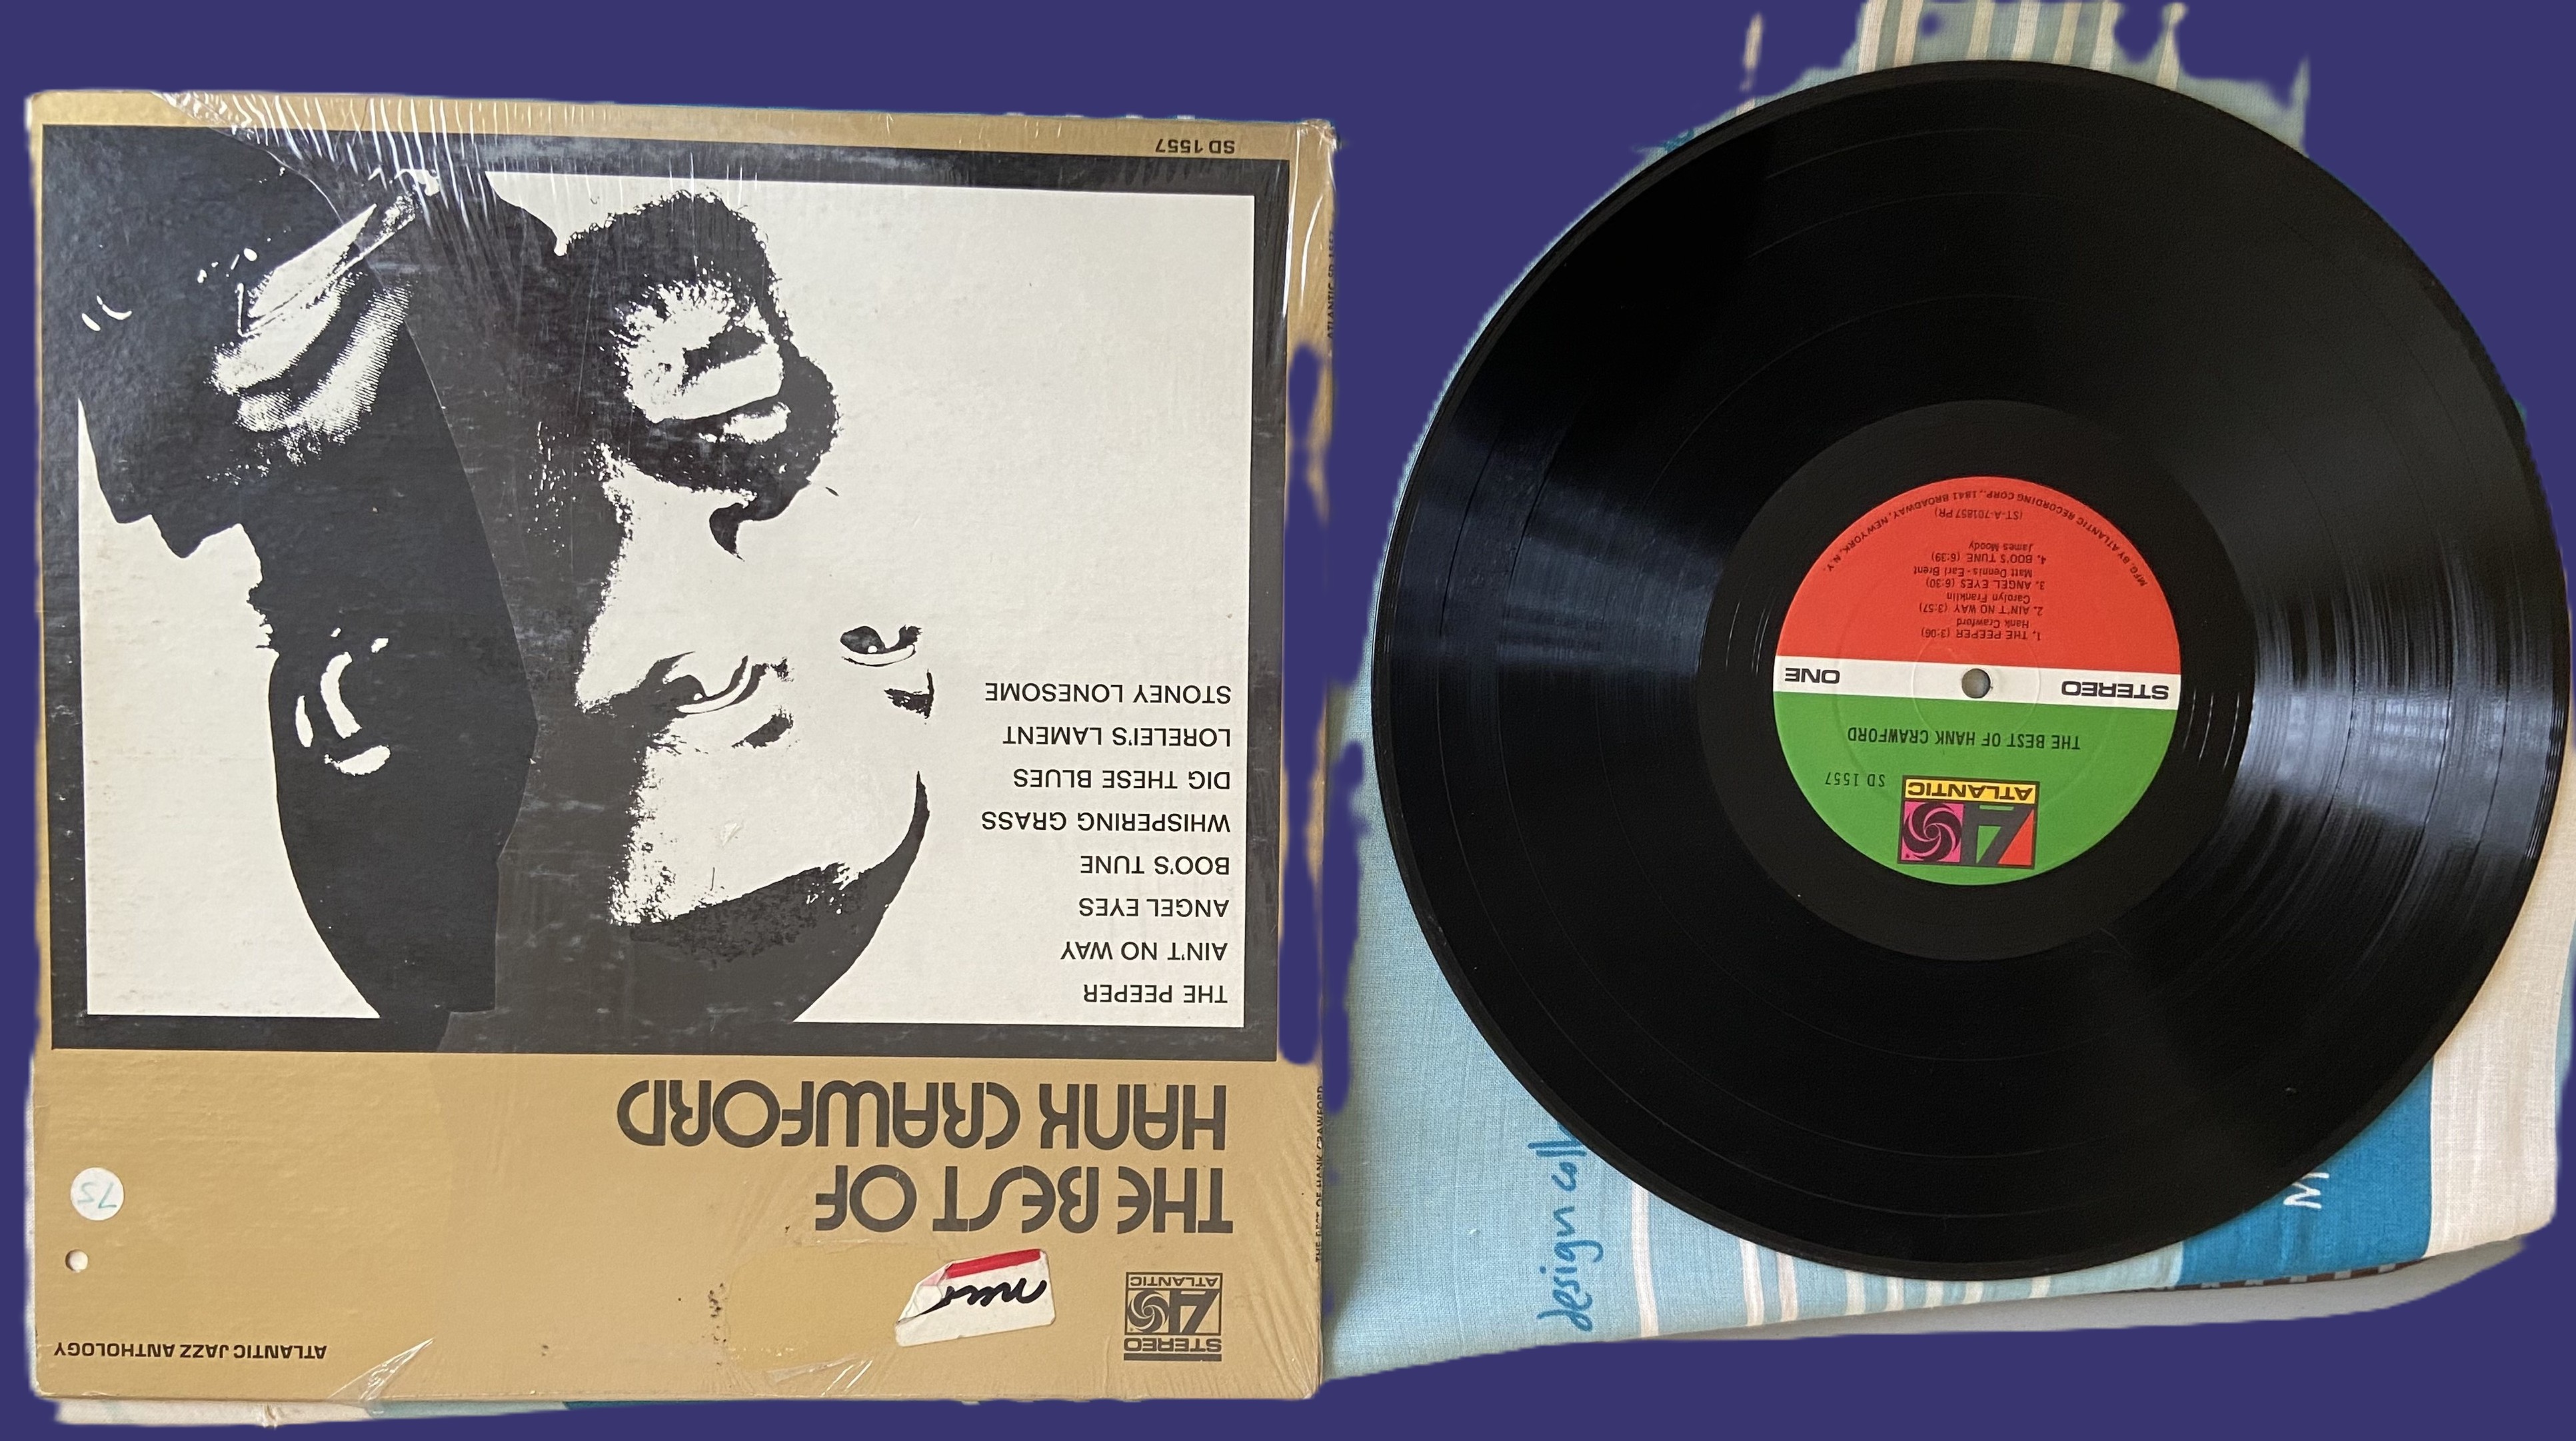 design coll
M
ATLANTIC
SD 1557
THE BEST OF HANK CRAWFORD
STEREO
ONE
1. THE PEEPER (3:06)
Hank Crawford
2. AIN'T NO WAY (3:57)
Carolyn Franklin
3. ANGEL EYES (6:30)
Matt Dennis-Earl Brent
4. BOO'S TUNE (6:39)
James Moody
(ST-A-701857 PR)
MFG. BY ATLANTIC RECORDING CORP., 1841 BROADWAY, NEW YORK, N.Y.
STEREO
ATLANTIC
ATLANTIC JAZZ ANTHOLOGY
75
THE BEST OF
HANK CRAWFORD
THE PEEPER
AIN'T NO WAY
ANGEL EYES
BOO'S TUNE
WHISPERING GRASS
DIG THESE BLUES
LORELEI'S LAMENT
STONEY LONESOME
SD 1557
THE BEST OF HANK CRAWFORD